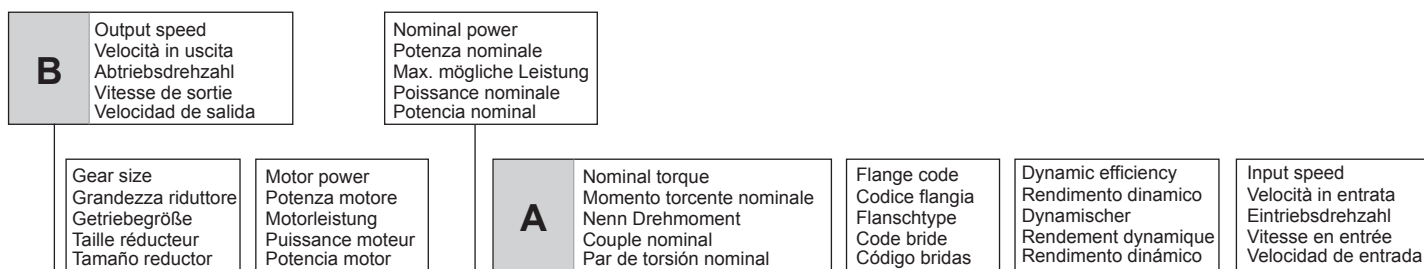 B
Output speed
Velocità in uscita
Abtriebsdrehzahl
Vitesse de sortie
Velocidad de salida
Nominal power
Potenza nominale
Max. mögliche Leistung
Poissance nominale
Potencia nominal
Gear size
Grandezza riduttore
Getriebegröße
Taille réducteur
Tamaño reductor
Motor power
Potenza motore
Motorleistung
Puissance moteur
Potencia motor
A
Nominal torque
Momento torcente nominale
Nenn Drehmoment
Couple nominal
Par de torsión nominal
Flange code
Codice flangia
Flanschtype
Code bride
Código bridas
Dynamic efficiency
Rendimento dinamico
Dynamischer
Rendement dynamique
Rendimento dinámico
Input speed
Velocità in entrata
Eintriebsdrehzahl
Vitesse en entrée
Velocidad de entrada